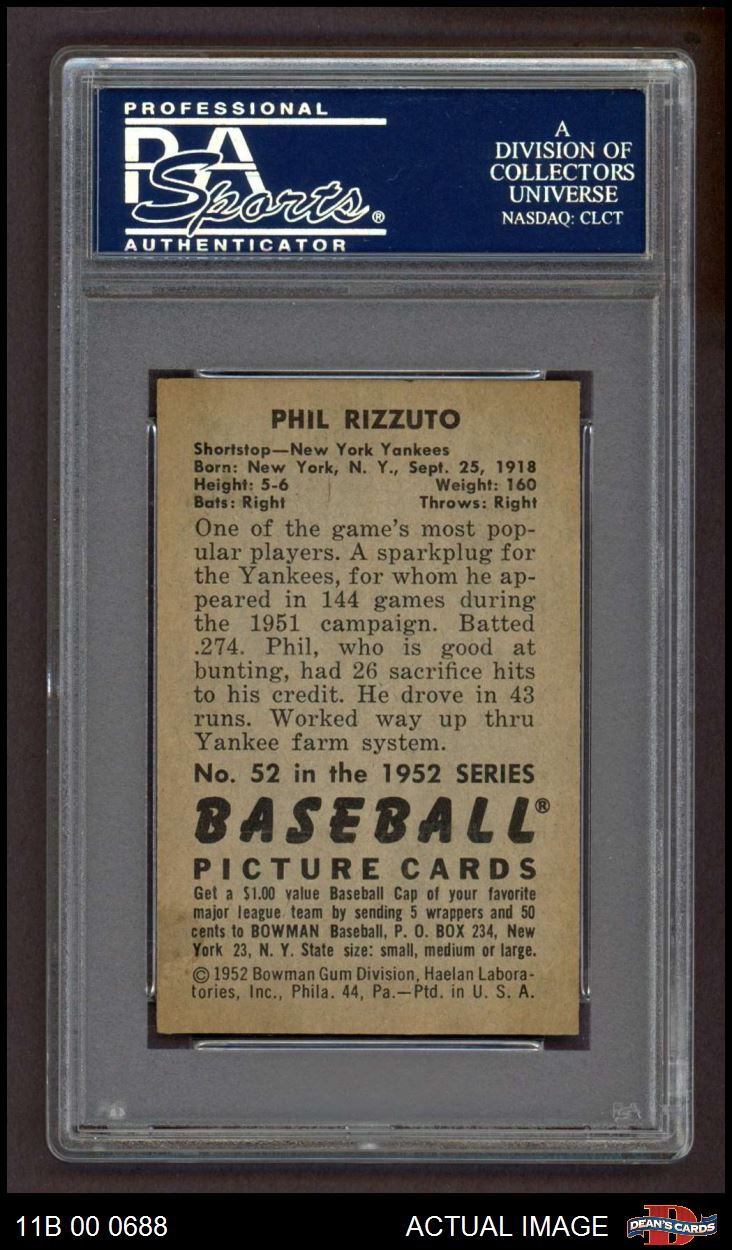 PROFESSIONAL
PSA
Sports®
AUTHENTICATOR
A
DIVISION OF
COLLECTORS
UNIVERSE
NASDAQ: CLCT
PHIL RIZZUTO
Shortstop—New York Yankees
Born: New York, N. Y., Sept. 25, 1918
Height: 5-6 Weight: 160
Bats: Right Throws: Right
One of the game's most pop-
ular players. A sparkplug for
the Yankees, for whom he ap-
peared in 144 games during
the 1951 campaign. Batted
.274. Phil, who is good at
bunting, had 26 sacrifice hits
to his credit. He drove in 43
runs. Worked way up thru
Yankee farm system.
No. 52 in the 1952 SERIES
BASEBALL®
PICTURE CARDS
Get a $1.00 value Baseball Cap of your favorite
major league team by sending 5 wrappers and 50
cents to BOWMAN Baseball, P. O. BOX 234, New
York 23, N. Y. State size: small, medium or large.
© 1952 Bowman Gum Division, Haelan Labora-
tories, Inc., Phila. 44, Pa.—Ptd. in U. S. A.
PSA
11B 00 0688 ACTUAL IMAGE DEAN'S CARDS